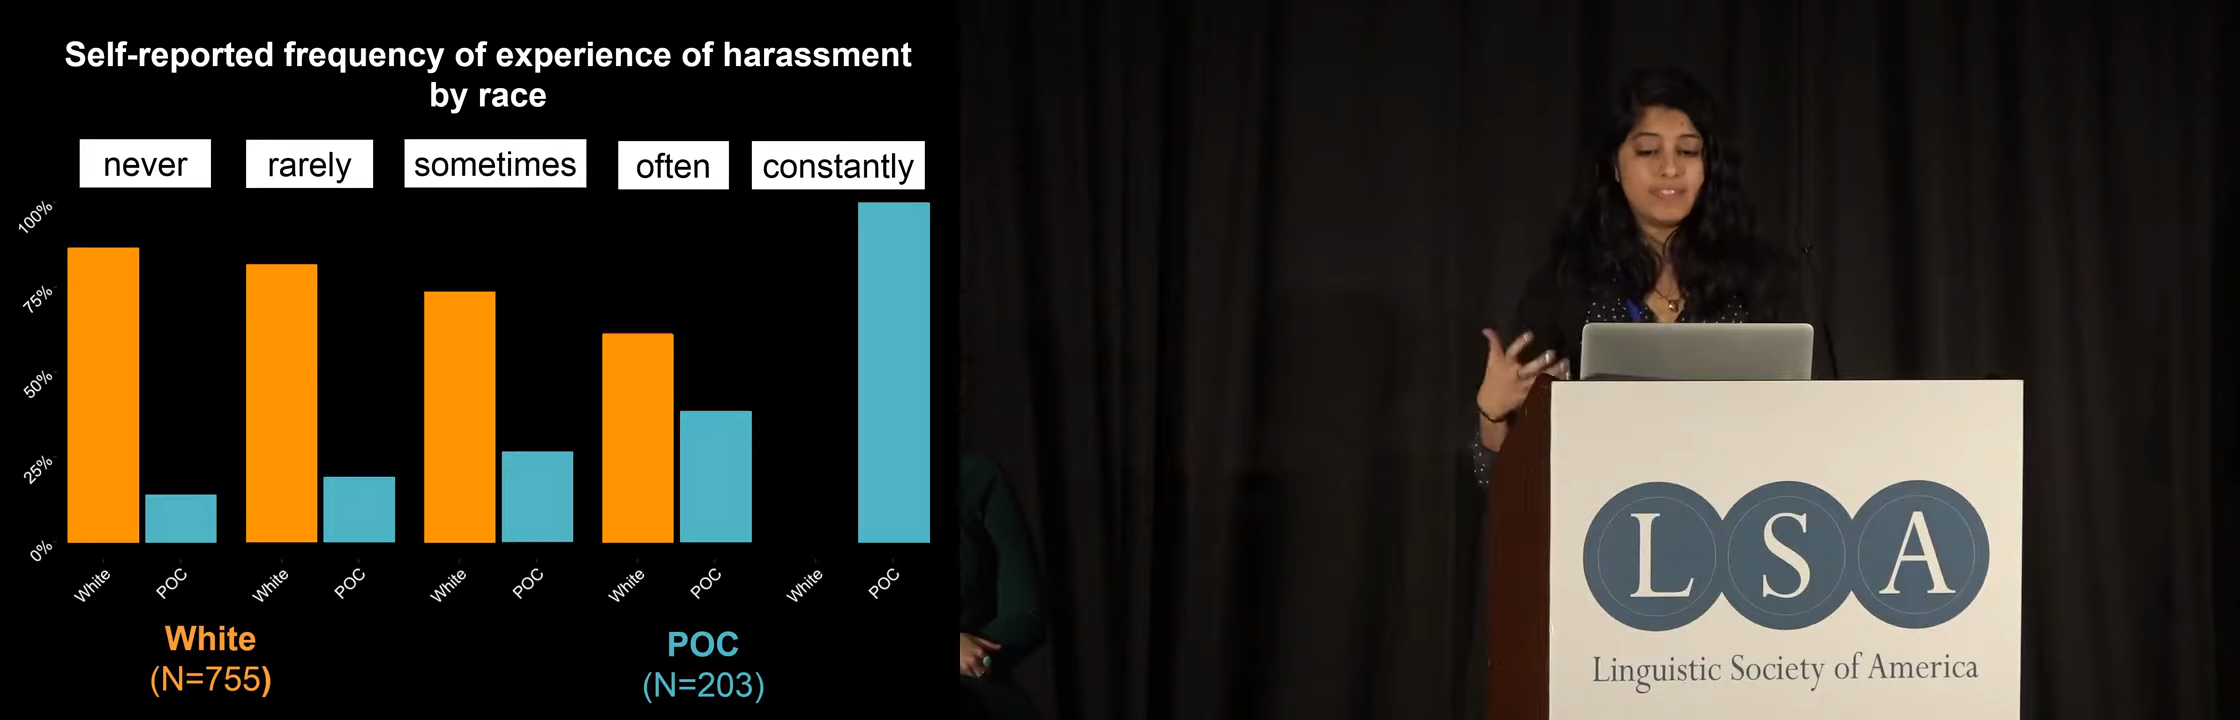 Self-reported frequency of experience of harassment
by race
never rarely sometimes often constantly
100%
75%
50%
25%
0%
White POC White POC White POC White POC White POC
White POC
(N=755) (N=203)
L S A
Linguistic Society of America